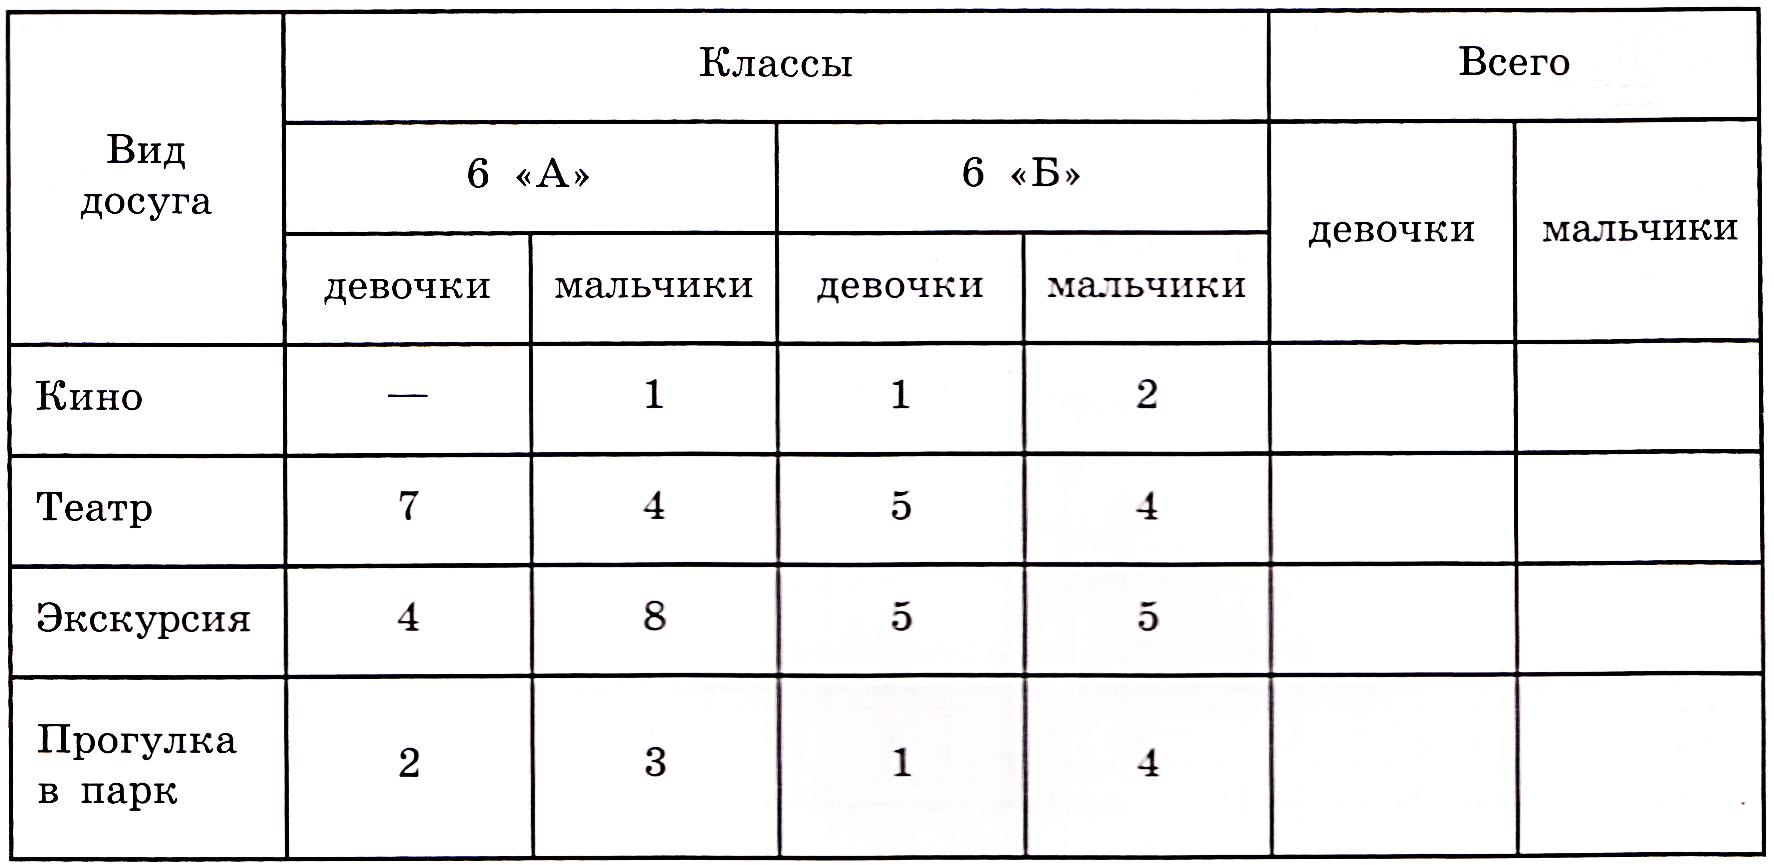 Вид
досуга
Классы
Всего
6 «А»
6 «Б»
девочки
мальчики
девочки
мальчики
девочки
мальчики
Кино — 1 1 2
Театр 7 4 5 4
Экскурсия 4 8 5 5
Прогулка
в парк 2 3 1 4